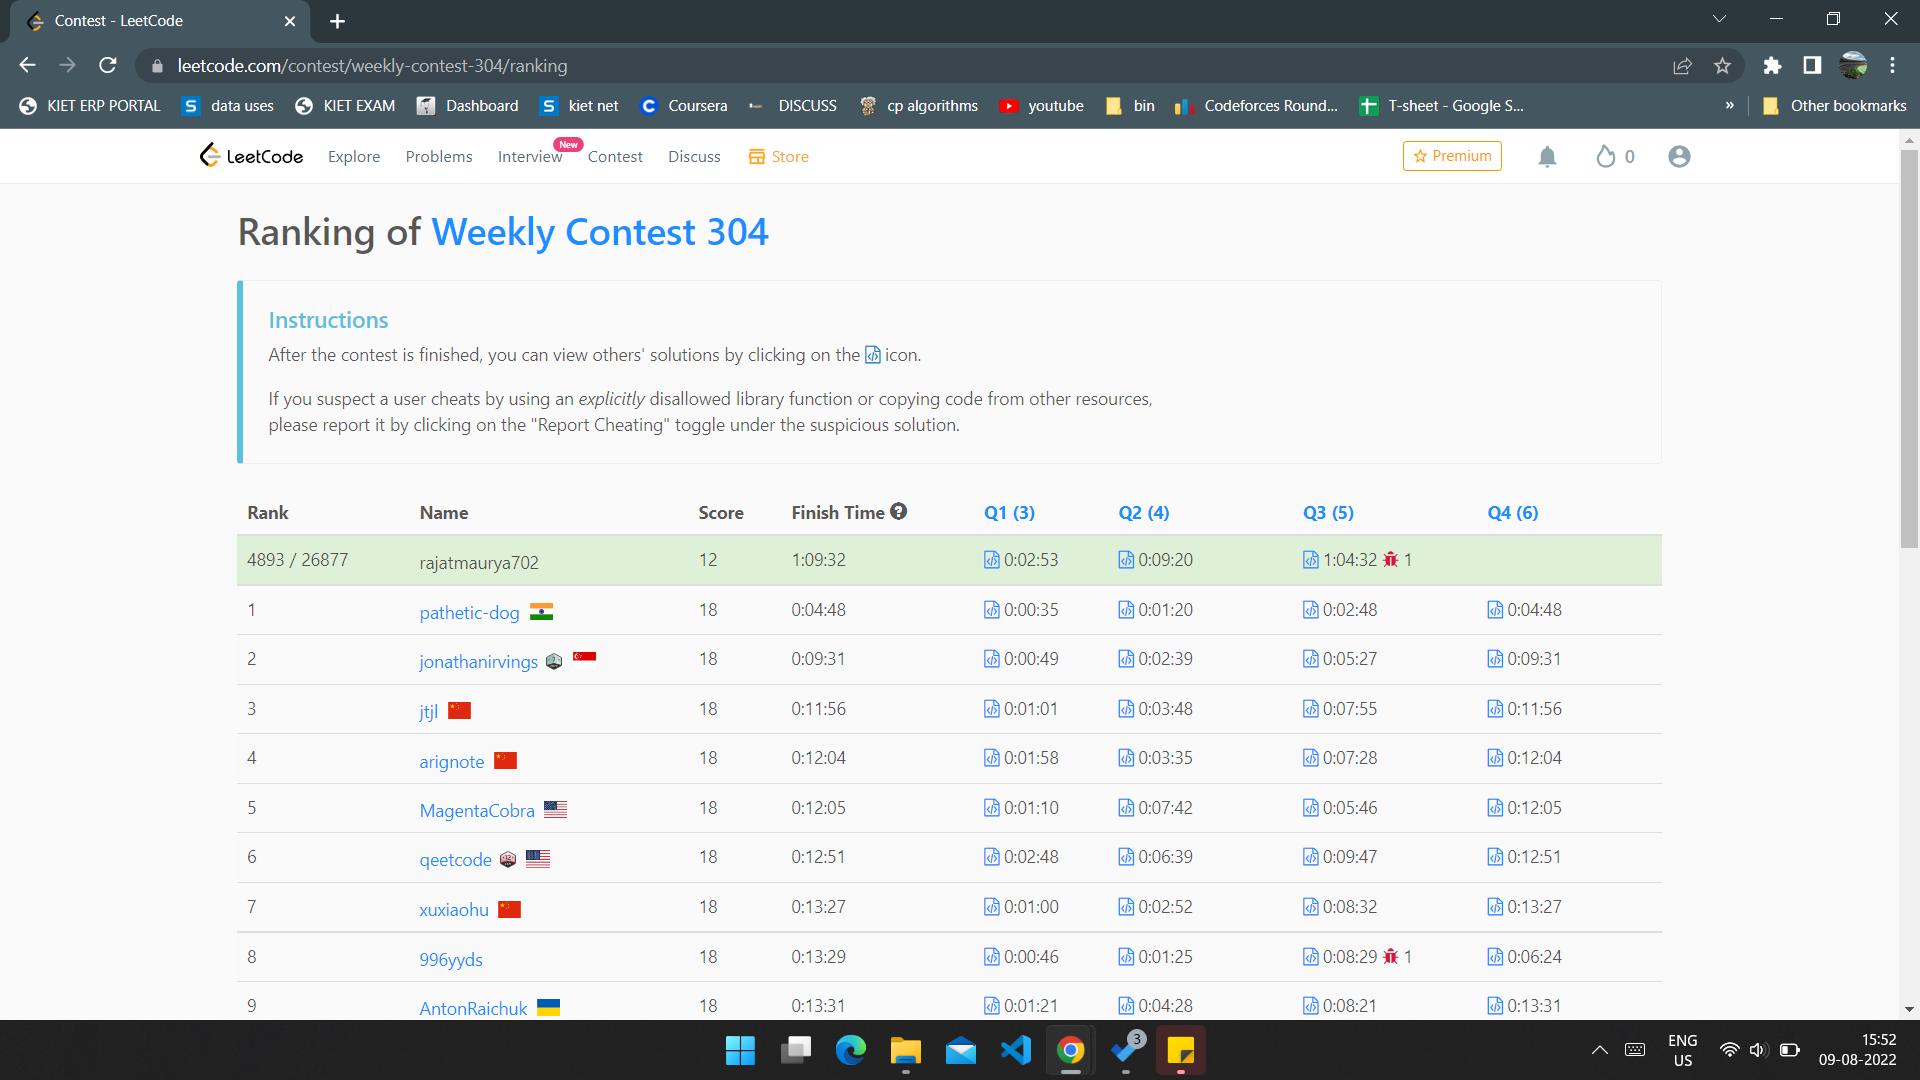 Contest - LeetCode
leetcode.com/contest/weekly-contest-304/ranking
KIET ERP PORTAL data uses KIET EXAM Dashboard kiet net Coursera DISCUSS cp algorithms youtube bin Codeforces Round... T-sheet - Google S... » Other bookmarks
LeetCode Explore Problems Interview New Contest Discuss Store Premium 0
Ranking of Weekly Contest 304
Instructions
After the contest is finished, you can view others' solutions by clicking on the icon.
If you suspect a user cheats by using an explicitly disallowed library function or copying code from other resources,
please report it by clicking on the "Report Cheating" toggle under the suspicious solution.
Rank Name Score Finish Time Q1 (3) Q2 (4) Q3 (5) Q4 (6)
4893 / 26877 rajatmaurya702 12 1:09:32 0:02:53 0:09:20 1:04:32 1
1 pathetic-dog 18 0:04:48 0:00:35 0:01:20 0:02:48 0:04:48
2 jonathanirvings 18 0:09:31 0:00:49 0:02:39 0:05:27 0:09:31
3 jtjl 18 0:11:56 0:01:01 0:03:48 0:07:55 0:11:56
4 arignote 18 0:12:04 0:01:58 0:03:35 0:07:28 0:12:04
5 MagentaCobra 18 0:12:05 0:01:10 0:07:42 0:05:46 0:12:05
6 qeetcode 18 0:12:51 0:02:48 0:06:39 0:09:47 0:12:51
7 xuxiaohu 18 0:13:27 0:01:00 0:02:52 0:08:32 0:13:27
8 996yyds 18 0:13:29 0:00:46 0:01:25 0:08:29 1 0:06:24
9 AntonRaichuk 18 0:13:31 0:01:21 0:04:28 0:08:21 0:13:31
3
ENG
US
15:52
09-08-2022